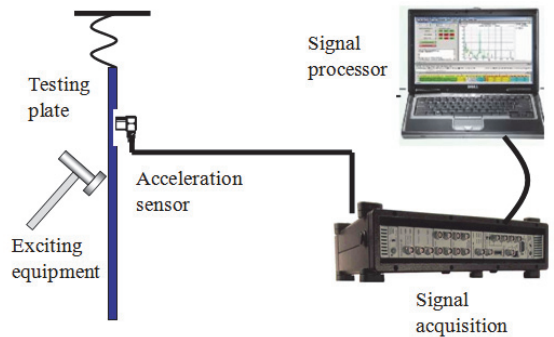 Testing
plate
Signal
processor
Acceleration
sensor
Exciting
equipment
Signal
acquisition